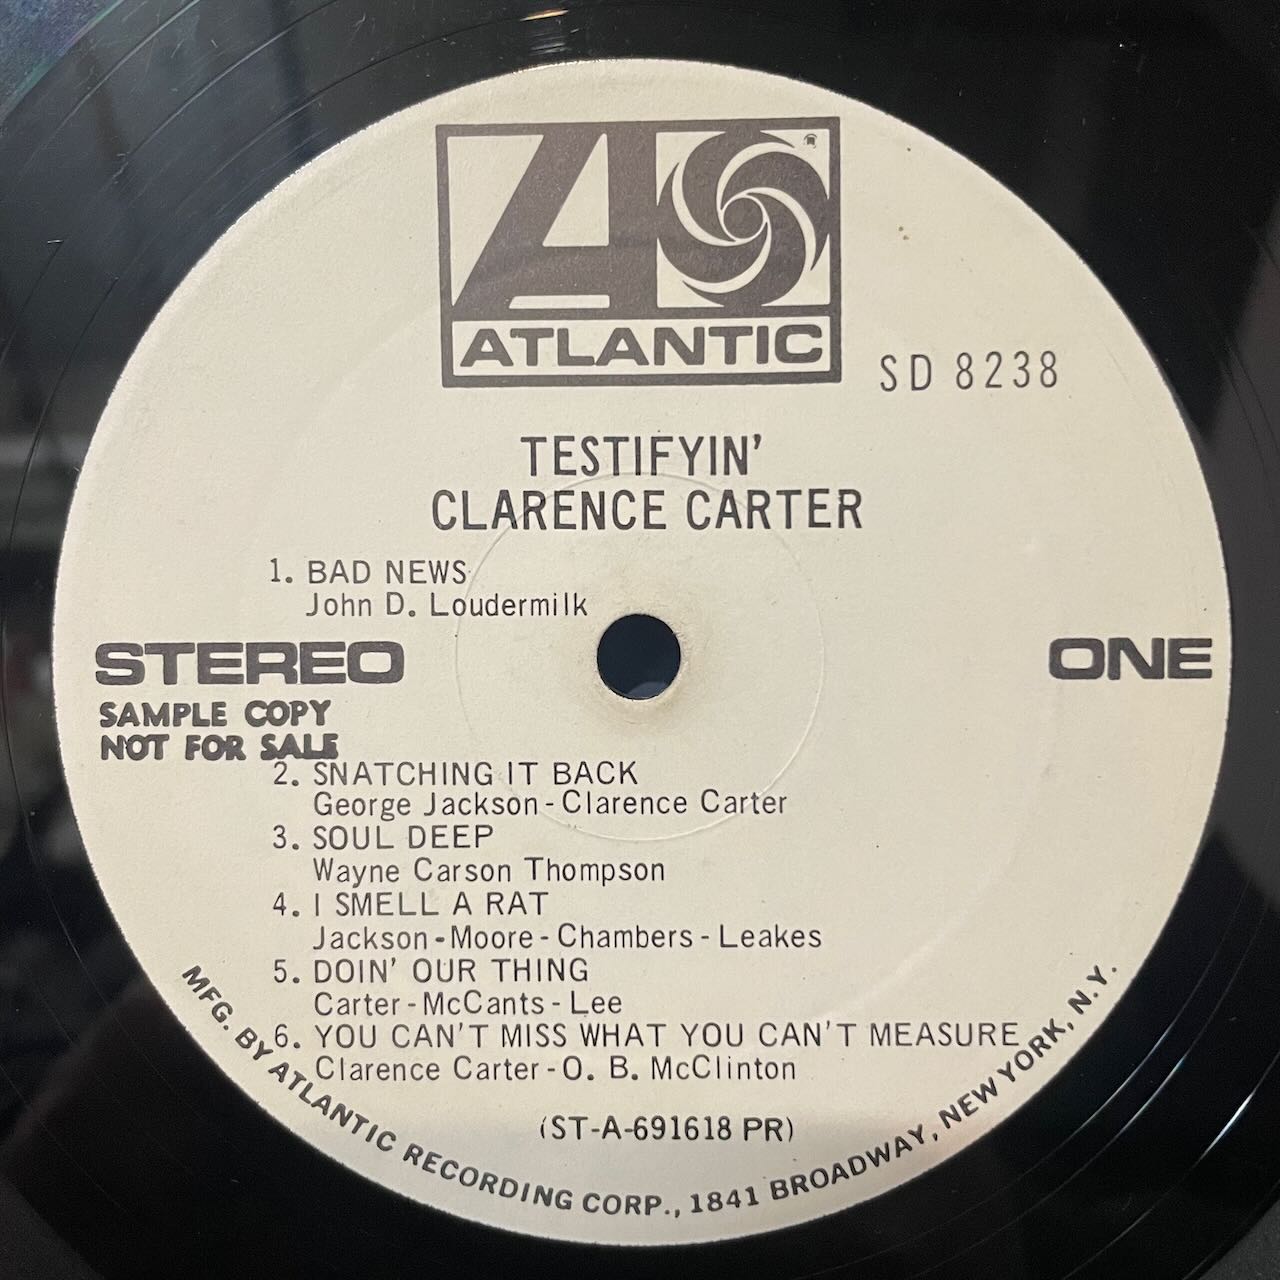 ATLANTIC
SD 8238
TESTIFYIN'
CLARENCE CARTER
1. BAD NEWS
John D. Loudermilk
STEREO
ONE
SAMPLE COPY
NOT FOR SALE
2. SNATCHING IT BACK
George Jackson-Clarence Carter
3. SOUL DEEP
Wayne Carson Thompson
4. I SMELL A RAT
Jackson-Moore-Chambers-Leakes
5. DOIN' OUR THING
Carter-McCants-Lee
6. YOU CAN'T MISS WHAT YOU CAN'T MEASURE
Clarence Carter-O. B. McClinton
(ST-A-691618 PR)
MFG. BY ATLANTIC RECORDING CORP., 1841 BROADWAY, NEW YORK, N.Y.